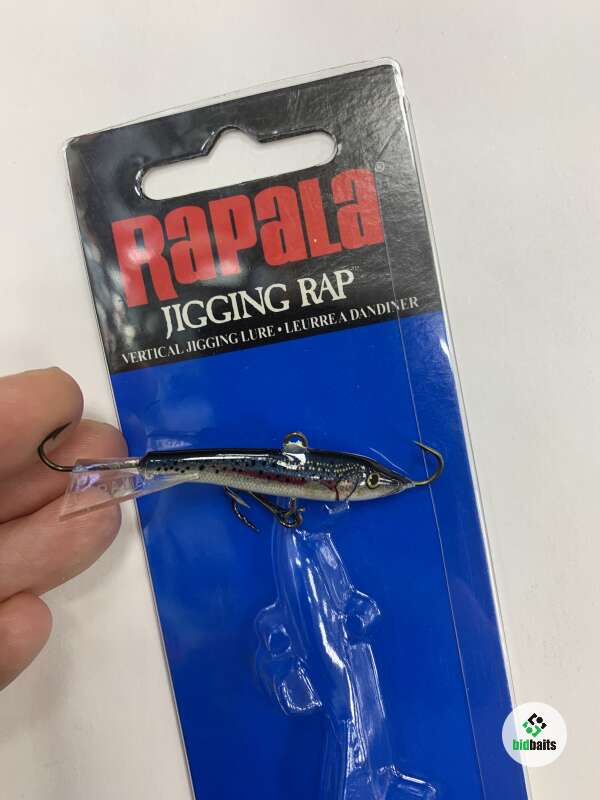 Rapala®
JIGGING RAP™
VERTICAL JIGGING LURE • LEURRE A DANDINER
bidbaits